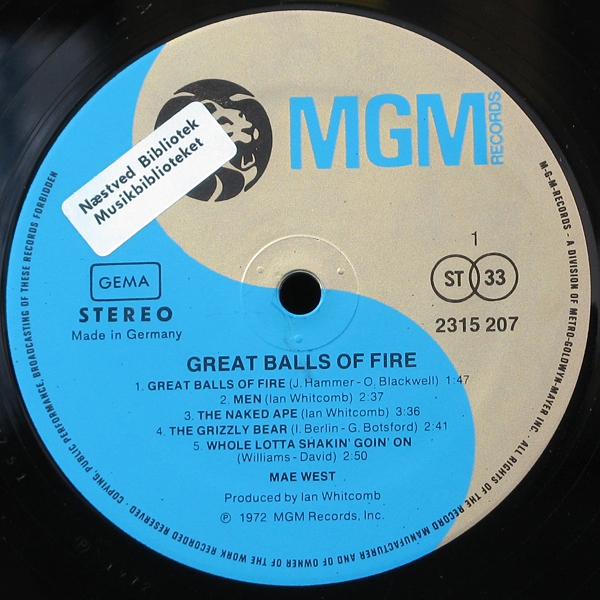 MGM
RECORDS
Næstved Bibliotek
Musikbiblioteket
GEMA
STEREO
Made in Germany
1
ST 33
2315 207
GREAT BALLS OF FIRE
1. GREAT BALLS OF FIRE (J. Hammer - O. Blackwell) 1:47
2. MEN (Ian Whitcomb) 2:37
3. THE NAKED APE (Ian Whitcomb) 3:36
4. THE GRIZZLY BEAR (I. Berlin - G. Botsford) 2:41
5. WHOLE LOTTA SHAKIN' GOIN' ON
(Williams - David) 2:50
MAE WEST
Produced by Ian Whitcomb
℗ 1972 MGM Records, Inc.
M-G-M-RECORDS - A DIVISION OF METRO-GOLDWYN-MAYER INC. - ALL RIGHTS OF THE RECORD MANUFACTURER AND OF OWNER OF THE WORK RECORDED RESERVED - COPYING, PUBLIC PERFORMANCE, BROADCASTING OF THESE RECORDS FORBIDDEN